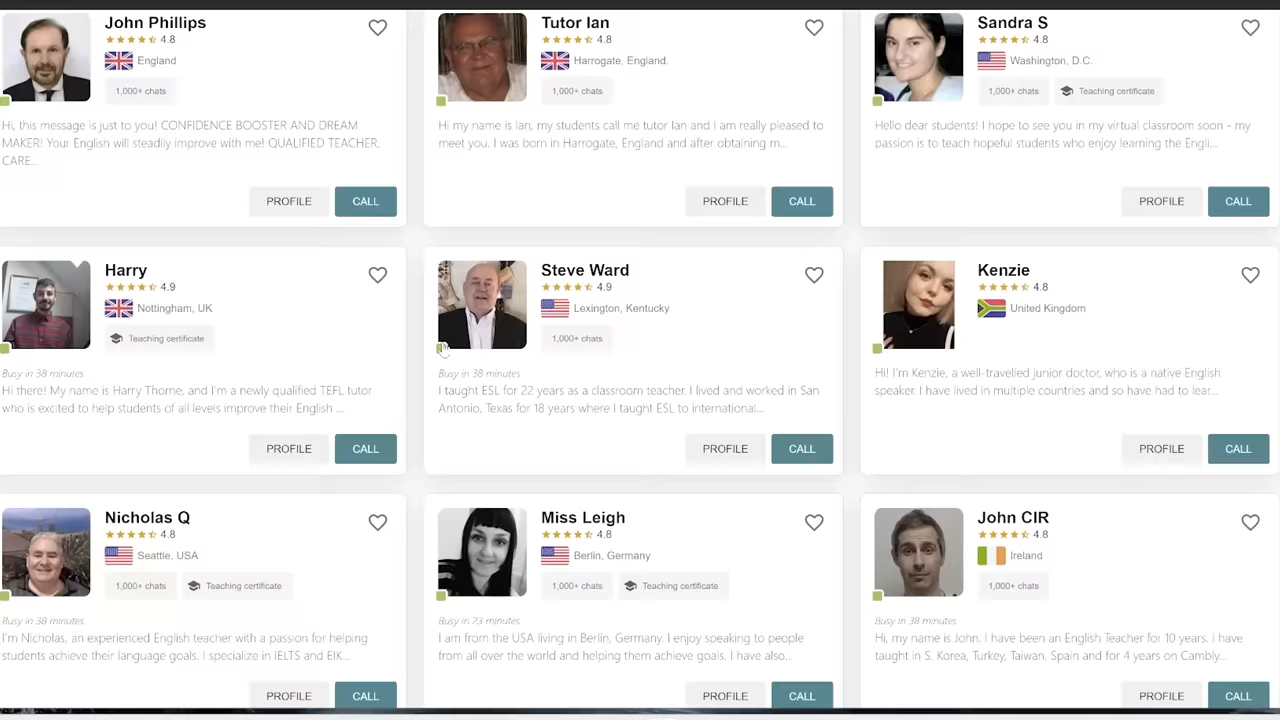 John Phillips
4.8
England
1,000+ chats
Hi, this message is just to you! CONFIDENCE BOOSTER AND DREAM
MAKER! Your English will steadily improve with me! QUALIFIED TEACHER.
CARE...
PROFILE
CALL
Tutor Ian
4.8
Harrogate, England.
1,000+ chats
Hi my name is Ian, my students call me tutor Ian and I am really pleased to
meet you. I was born in Harrogate, England and after obtaining m...
PROFILE
CALL
Sandra S
4.8
Washington, D.C.
1,000+ chats
Teaching certificate
Hello dear students! I hope to see you in my virtual classroom soon - my
passion is to teach hopeful students who enjoy learning the Engli...
PROFILE
CALL
Harry
4.9
Nottingham, UK
Teaching certificate
Busy in 38 minutes
Hi there! My name is Harry Thorne, and I'm a newly qualified TEFL tutor
who is excited to help students of all levels improve their English ...
PROFILE
CALL
Steve Ward
4.9
Lexington, Kentucky
1,000+ chats
Busy in 38 minutes
I taught ESL for 22 years as a classroom teacher. I lived and worked in San
Antonio, Texas for 18 years where I taught ESL to international...
PROFILE
CALL
Kenzie
4.8
United Kingdom
Hi! I'm Kenzie, a well-travelled junior doctor, who is a native English
speaker. I have lived in multiple countries and so have had to lear...
PROFILE
CALL
Nicholas Q
4.8
Seattle, USA
1,000+ chats
Teaching certificate
Busy in 38 minutes
I'm Nicholas, an experienced English teacher with a passion for helping
students achieve their language goals. I specialize in IELTS and EIK...
PROFILE
CALL
Miss Leigh
4.8
Berlin, Germany
1,000+ chats
Teaching certificate
Busy in 23 minutes
I am from the USA living in Berlin, Germany. I enjoy speaking to people
from all over the world and helping them achieve goals. I have also...
PROFILE
CALL
John CIR
4.8
Ireland
1,000+ chats
Busy in 38 minutes
Hi, my name is John. I have been an English Teacher for 10 years. I have
taught in S. Korea, Turkey, Taiwan, Spain and for 4 years on Cambly...
PROFILE
CALL